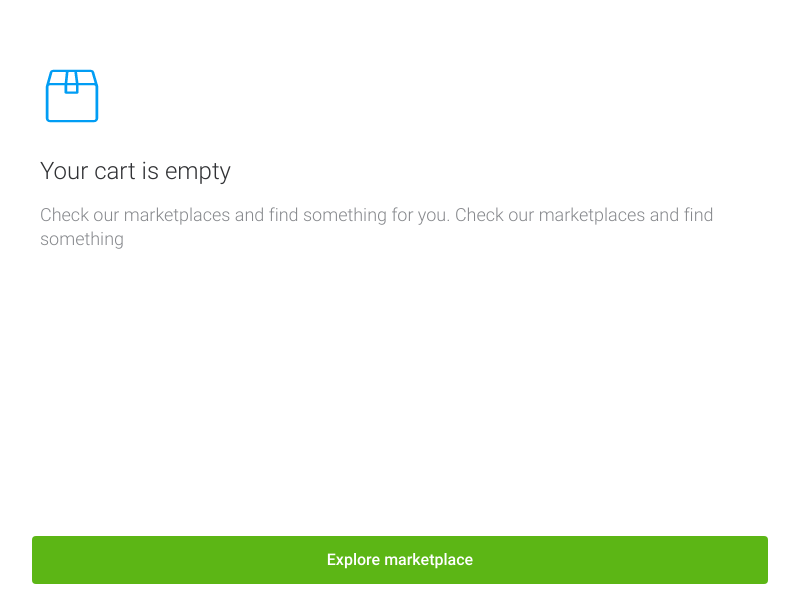 Your cart is empty
Check our marketplaces and find something for you. Check our marketplaces and find
something
Explore marketplace